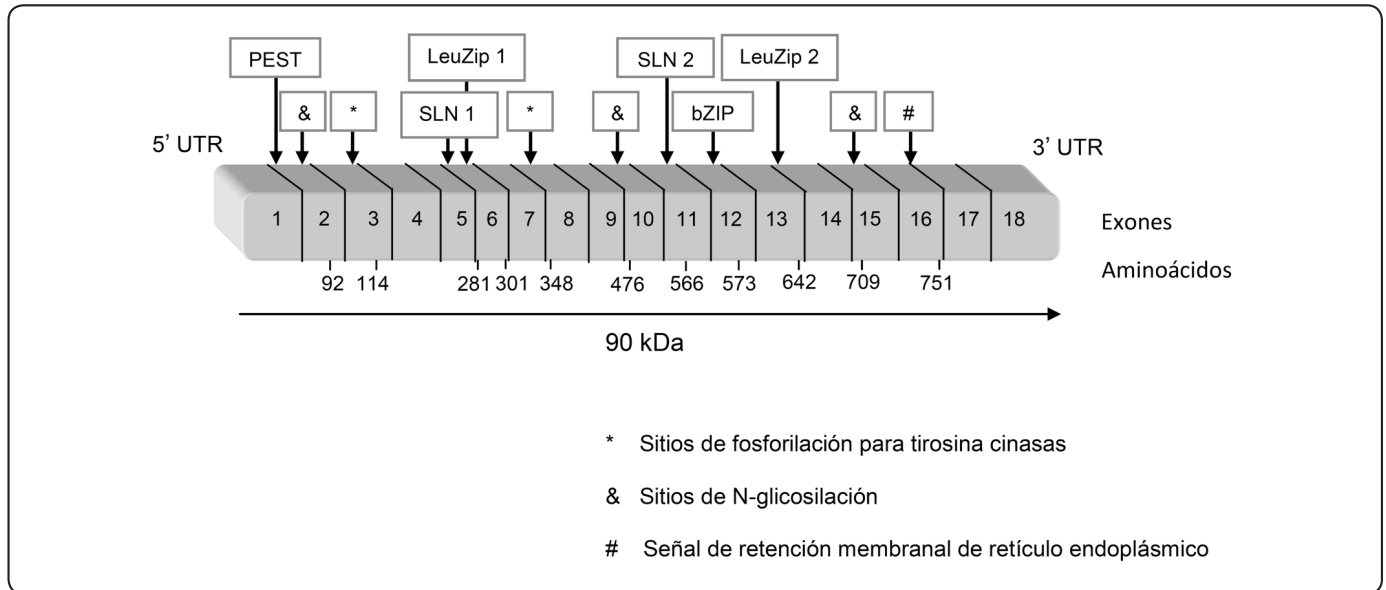 PEST
LeuZip 1
SLN 2
LeuZip 2
&
*
SLN 1
*
&
bZIP
&
#
5’ UTR
3’ UTR
1 2 3 4 5 6 7 8 9 10 11 12 13 14 15 16 17 18
Exones
92 114 281 301 348 476 566 573 642 709 751
Aminoácidos
90 kDa
* Sitios de fosforilación para tirosina cinasas
& Sitios de N-glicosilación
# Señal de retención membranal de retículo endoplásmico